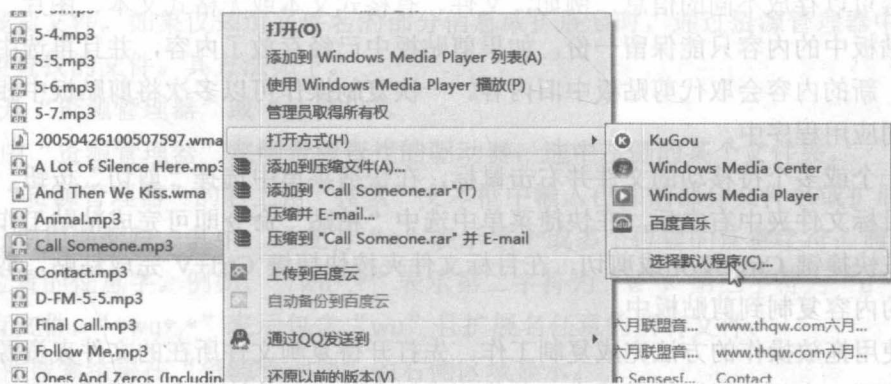 5-4.mp3
5-5.mp3
5-6.mp3
5-7.mp3
20050426100507597.wma
A Lot of Silence Here.mp3
And Then We Kiss.wma
Animal.mp3
Call Someone.mp3
Contact.mp3
D-FM-5-5.mp3
Final Call.mp3
Follow Me.mp3
Ones And Zeros (Includin
打开(O)
添加到 Windows Media Player 列表(A)
使用 Windows Media Player 播放(P)
管理员取得所有权
打开方式(H)
添加到压缩文件(A)...
添加到 "Call Someone.rar"(T)
压缩并 E-mail...
压缩到 "Call Someone.rar" 并 E-mail
上传到百度云
自动备份到百度云
通过QQ发送到
还原以前的版本(V)
KuGou
Windows Media Center
Windows Media Player
百度音乐
选择默认程序(C)...
六月联盟音... www.thqw.com六月...
六月联盟音... www.thqw.com六月...
n Senses[... Contact